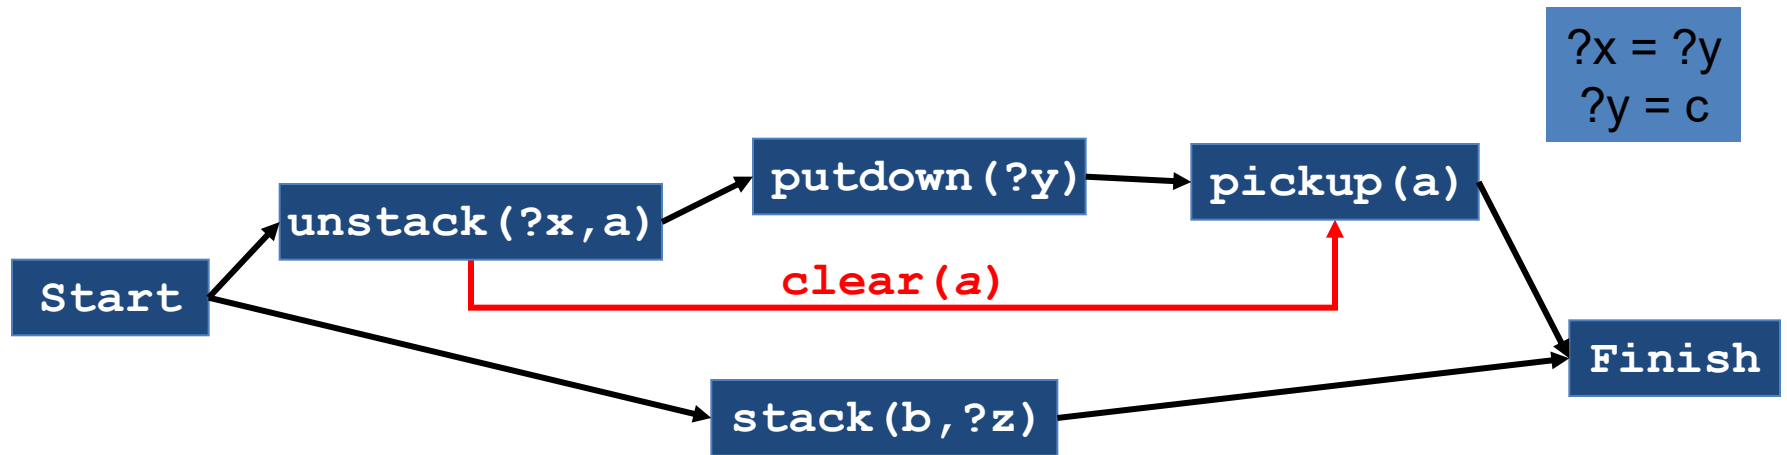 ?x = ?y
?y = c
putdown(?y)
pickup(a)
unstack(?x,a)
clear(a)
Start
Finish
stack(b,?z)